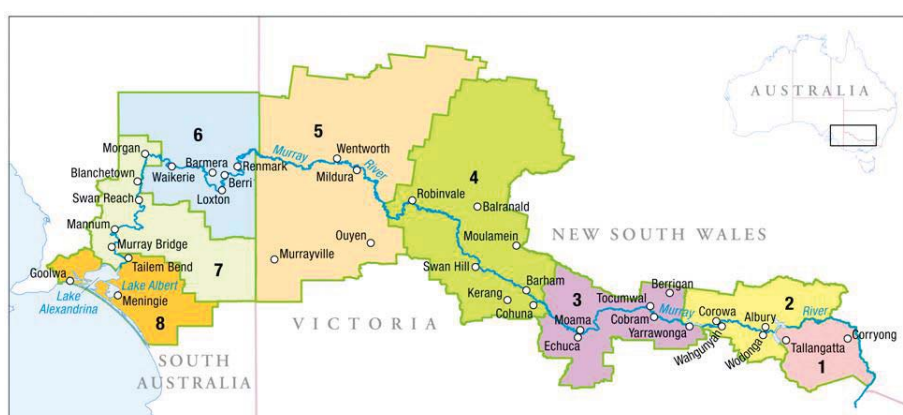 AUSTRALIA
6
5
Morgan
Barmera
Renmark
Murray
River
Wentworth
Waikerie
Berri
Mildura
Blanchetown
Loxton
4
Swan Reach
Robinvale
Balranald
Mannum
Ouyen
Moulamein
NEW SOUTH WALES
Murray Bridge
Murrayville
Tailem Bend
7
Swan Hill
Goolwa
Lake Albert
Barham
Berrigan
Lake
Alexandrina
Meningie
Kerang
3
Tocumwal
2
8
Cohuna
Murray
Corowa
Albury
River
VICTORIA
Moama
Cobram
Yarrawonga
Corryong
Echuca
Wahgunyah
Wodonga
Tallangatta
SOUTH
AUSTRALIA
1